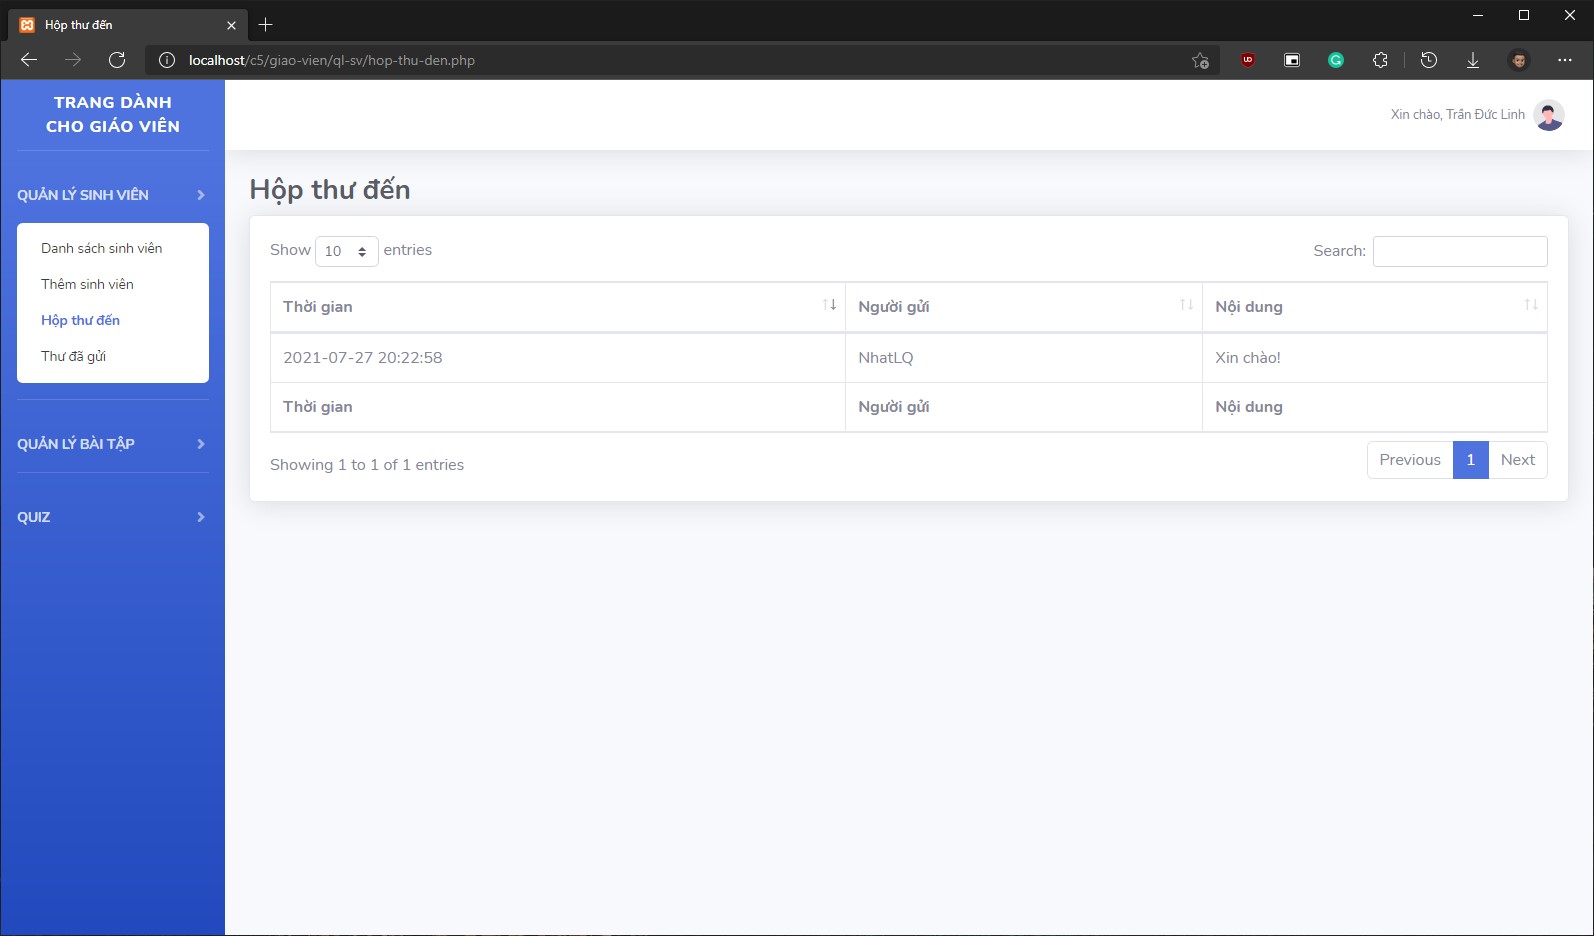 Hộp thư đến
localhost/c5/giao-vien/ql-sv/hop-thu-den.php
TRANG DÀNH
CHO GIÁO VIÊN
Xin chào, Trần Đức Linh
QUẢN LÝ SINH VIÊN
Danh sách sinh viên
Thêm sinh viên
Hộp thư đến
Thư đã gửi
QUẢN LÝ BÀI TẬP
QUIZ
Hộp thư đến
Show 10 entries
Search:
Thời gian Người gửi Nội dung
2021-07-27 20:22:58 NhatLQ Xin chào!
Thời gian Người gửi Nội dung
Showing 1 to 1 of 1 entries
Previous 1 Next